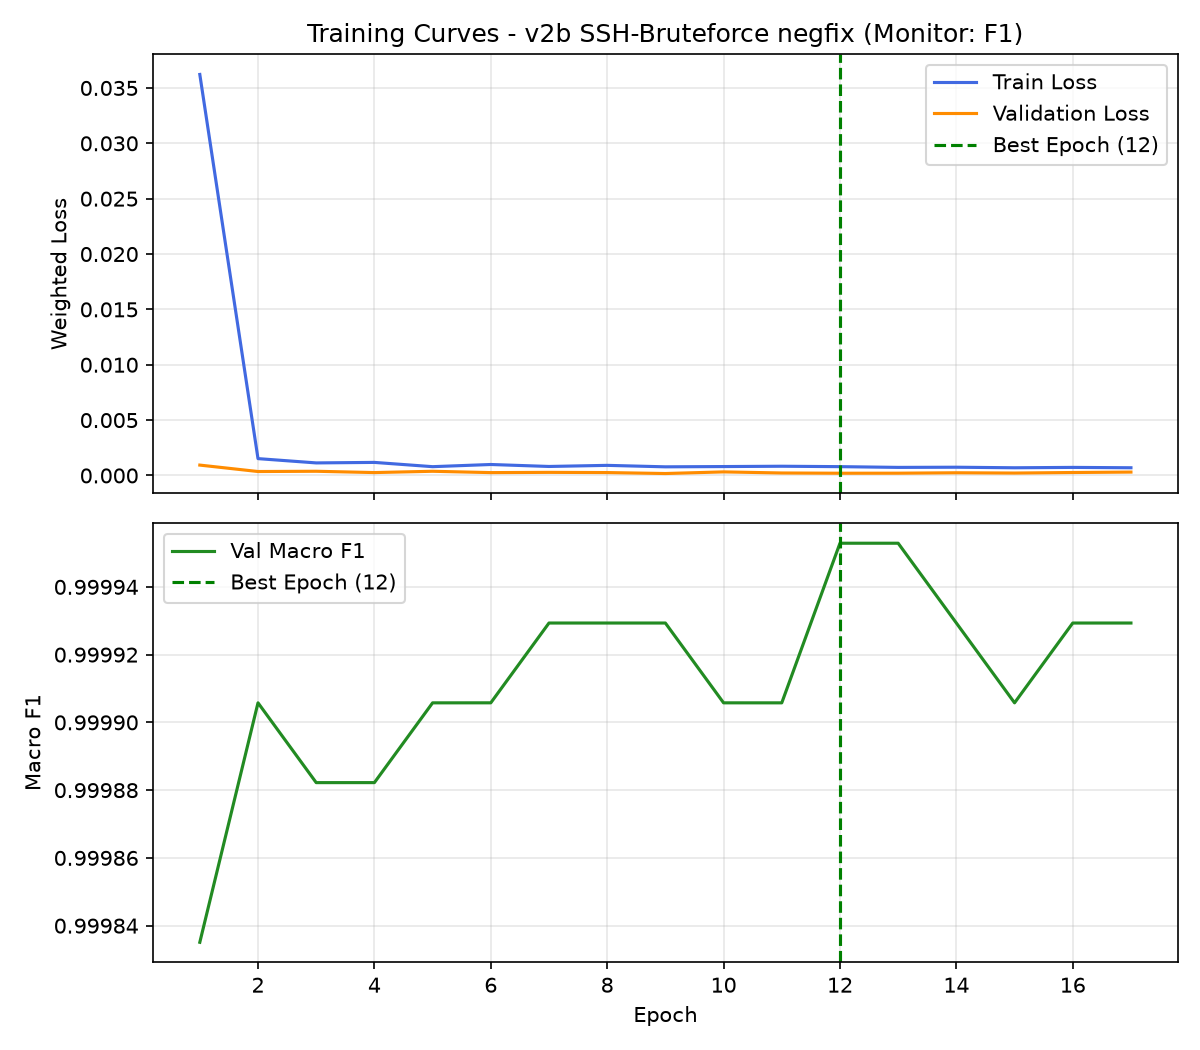 Training Curves - v2b SSH-Bruteforce negfix (Monitor: F1)
Train Loss
Validation Loss
Best Epoch (12)
Weighted Loss
0.035
0.030
0.025
0.020
0.015
0.010
0.005
0.000
Val Macro F1
Best Epoch (12)
Macro F1
0.99994
0.99992
0.99990
0.99988
0.99986
0.99984
2 4 6 8 10 12 14 16
Epoch